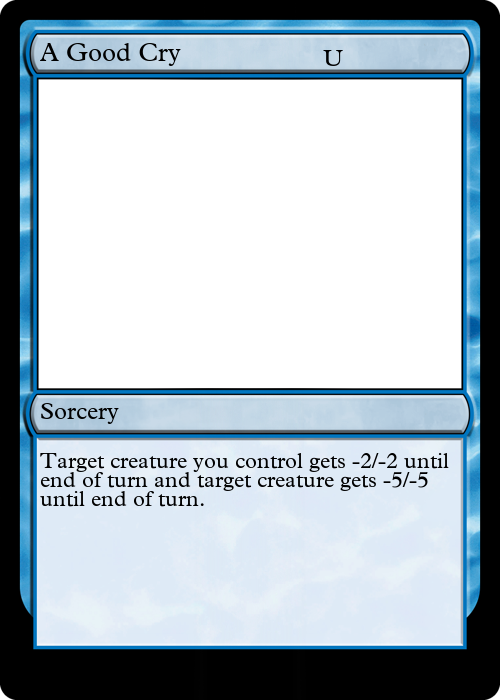 A Good Cry U
Sorcery
Target creature you control gets -2/-2 until
end of turn and target creature gets -5/-5
until end of turn.